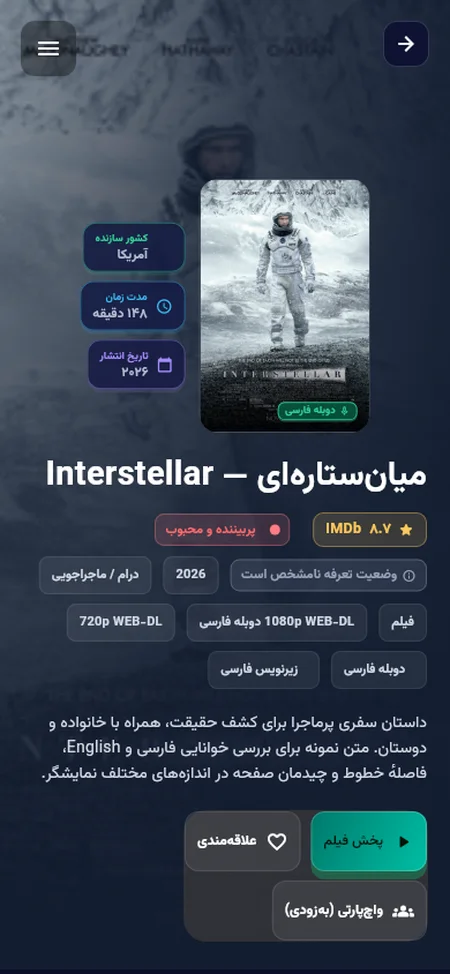 HATHAWAY
CHASTAIN
کشور سازنده
آمریکا
مدت زمان
۱۴۸ دقیقه
تاریخ انتشار
۲۰۲۶
INTERSTELLAR
دوبله فارسی
میان‌ستاره‌ای – Interstellar
IMDb ۸.۷
پربیننده و محبوب
وضعیت تعرفه نامشخص است
2026
درام / ماجراجویی
فیلم
1080p WEB-DL دوبله فارسی
720p WEB-DL
دوبله فارسی
زیرنویس فارسی
داستان سفری پرماجرا برای کشف حقیقت، همراه با خانواده و
دوستان. متن نمونه برای بررسی خوانایی فارسی و English،
فاصلهٔ خطوط و چیدمان صفحه در اندازه‌های مختلف نمایشگر.
پخش فیلم
علاقه‌مندی
واچ‌پارتی (به‌زودی)